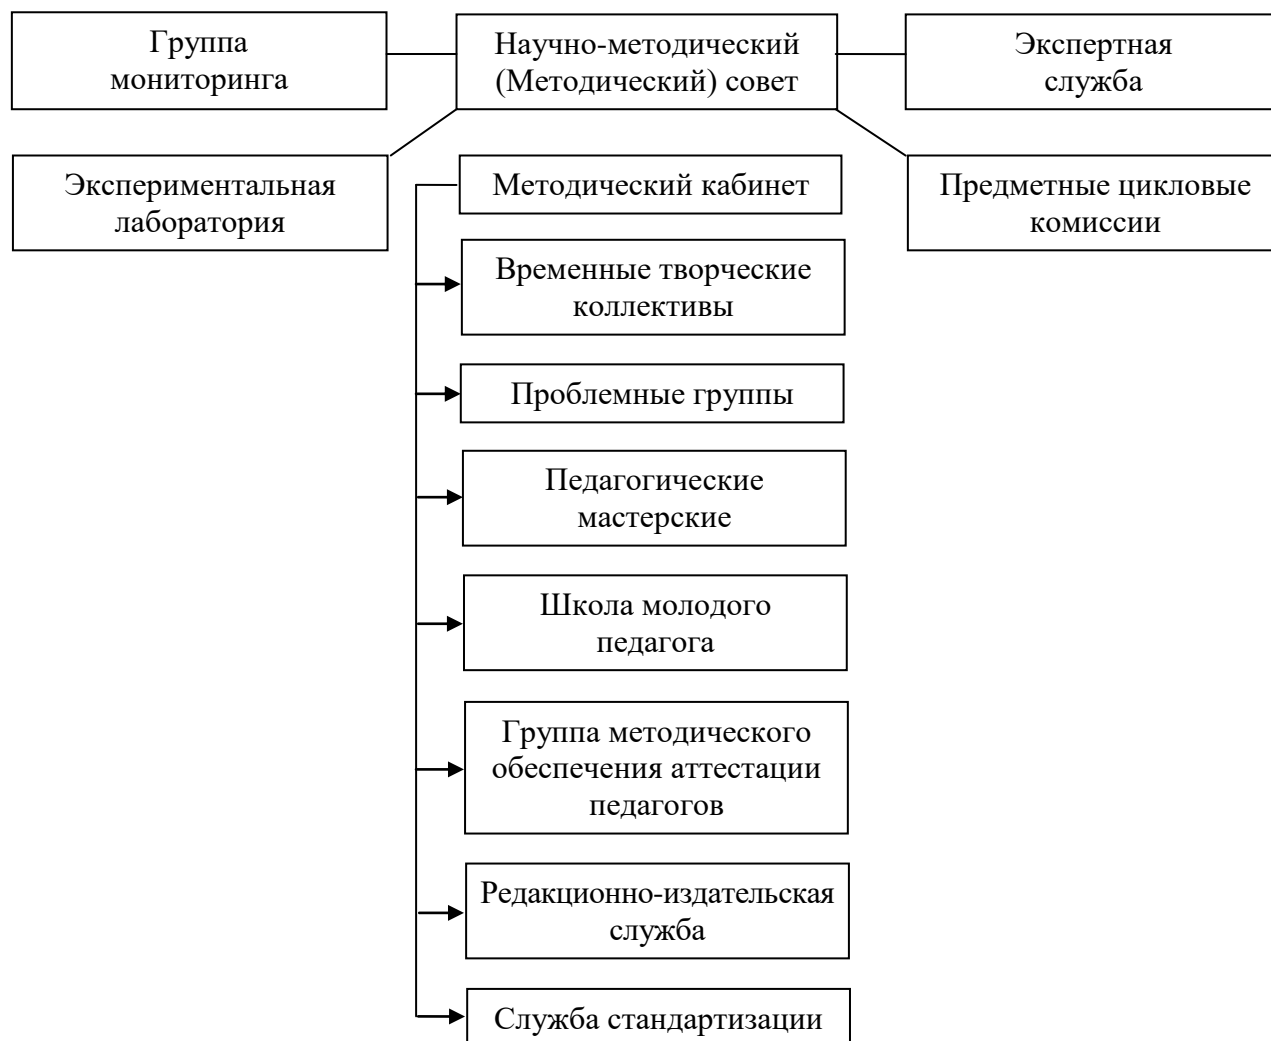 Группа
мониторинга
Научно-методический
(Методический) совет
Экспертная
служба
Экспериментальная
лаборатория
Методический кабинет
Предметные цикловые
комиссии
Временные творческие
коллективы
Проблемные группы
Педагогические
мастерские
Школа молодого
педагога
Группа методического
обеспечения аттестации
педагогов
Редакционно-издательская
служба
Служба стандартизации